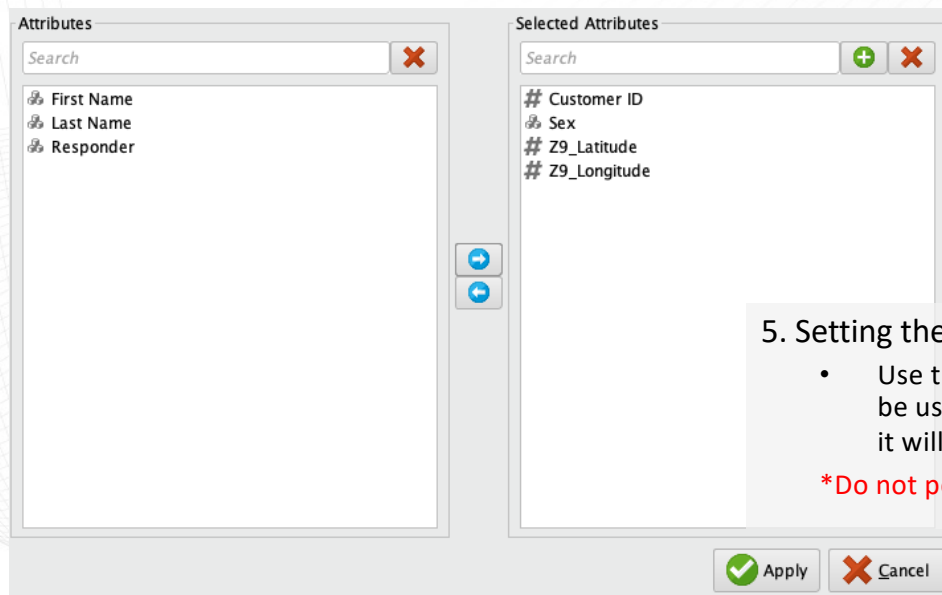 Attributes
Search
First Name
Last Name
Responder
Selected Attributes
Search
# Customer ID
Sex
# Z9_Latitude
# Z9_Longitude
5. Setting the
• Use t
be us
it will
*Do not p
Apply
Cancel